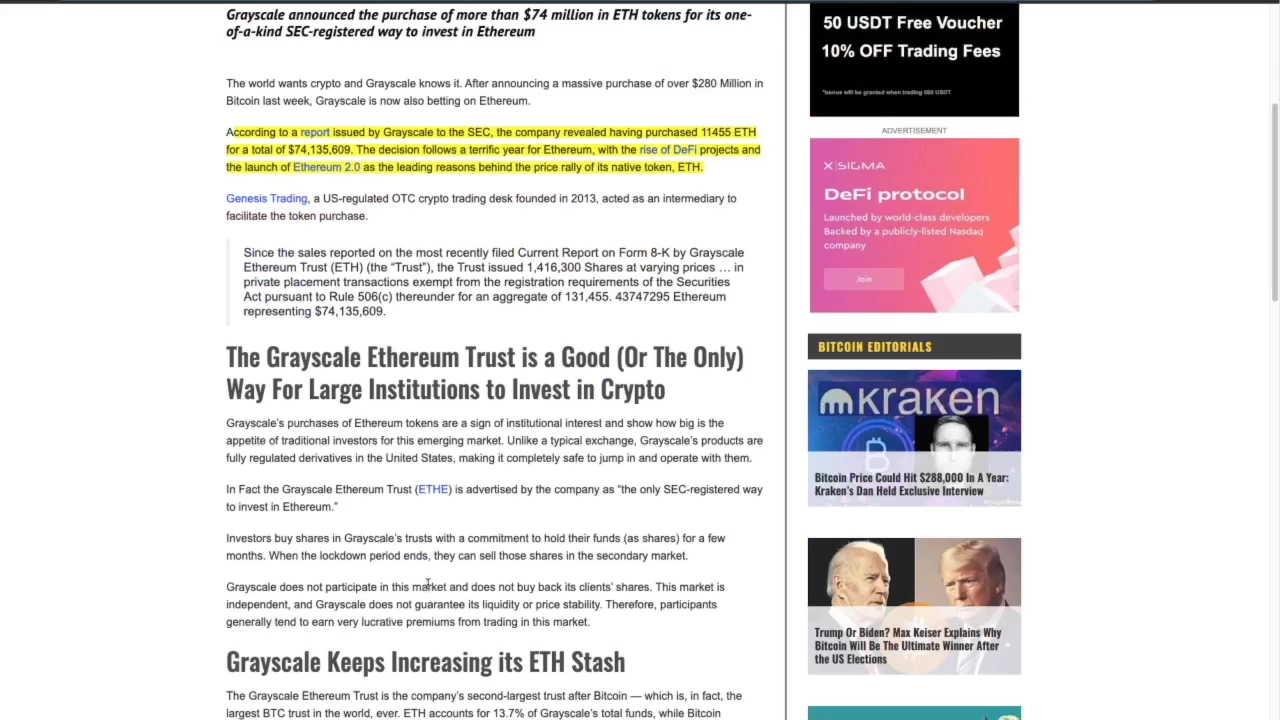 Grayscale announced the purchase of more than $74 million in ETH tokens for its one-
of-a-kind SEC-registered way to invest in Ethereum
The world wants crypto and Grayscale knows it. After announcing a massive purchase of over $280 Million in
Bitcoin last week, Grayscale is now also betting on Ethereum.
According to a report issued by Grayscale to the SEC, the company revealed having purchased 11455 ETH
for a total of $74,135,609. The decision follows a terrific year for Ethereum, with the rise of DeFi projects and
the launch of Ethereum 2.0 as the leading reasons behind the price rally of its native token, ETH.
Genesis Trading, a US-regulated OTC crypto trading desk founded in 2013, acted as an intermediary to
facilitate the token purchase.
Since the sales reported on the most recently filed Current Report on Form 8-K by Grayscale
Ethereum Trust (ETH) (the “Trust”), the Trust issued 1,416,300 Shares at varying prices … in
private placement transactions exempt from the registration requirements of the Securities
Act pursuant to Rule 506(c) thereunder for an aggregate of 131,455. 43747295 Ethereum
representing $74,135,609.
The Grayscale Ethereum Trust is a Good (Or The Only)
Way For Large Institutions to Invest in Crypto
Grayscale’s purchases of Ethereum tokens are a sign of institutional interest and show how big is the
appetite of traditional investors for this emerging market. Unlike a typical exchange, Grayscale’s products are
fully regulated derivatives in the United States, making it completely safe to jump in and operate with them.
In Fact the Grayscale Ethereum Trust (ETHE) is advertised by the company as “the only SEC-registered way
to invest in Ethereum.”
Investors buy shares in Grayscale’s trusts with a commitment to hold their funds (as shares) for a few
months. When the lockdown period ends, they can sell those shares in the secondary market.
Grayscale does not participate in this market and does not buy back its clients’ shares. This market is
independent, and Grayscale does not guarantee its liquidity or price stability. Therefore, participants
generally tend to earn very lucrative premiums from trading in this market.
Grayscale Keeps Increasing its ETH Stash
The Grayscale Ethereum Trust is the company’s second-largest trust after Bitcoin — which is, in fact, the
largest BTC trust in the world, ever. ETH accounts for 13.7% of Grayscale’s total funds, while Bitcoin
50 USDT Free Voucher
10% OFF Trading Fees
*bonus will be granted when trading 500 USDT
ADVERTISEMENT
X|SIGMA
DeFi protocol
Launched by world-class developers
Backed by a publicly-listed Nasdaq
company
Join
BITCOIN EDITORIALS
kraken
Bitcoin Price Could Hit $288,000 In A Year:
Kraken’s Dan Held Exclusive Interview
Trump Or Biden? Max Keiser Explains Why
Bitcoin Will Be The Ultimate Winner After
the US Elections